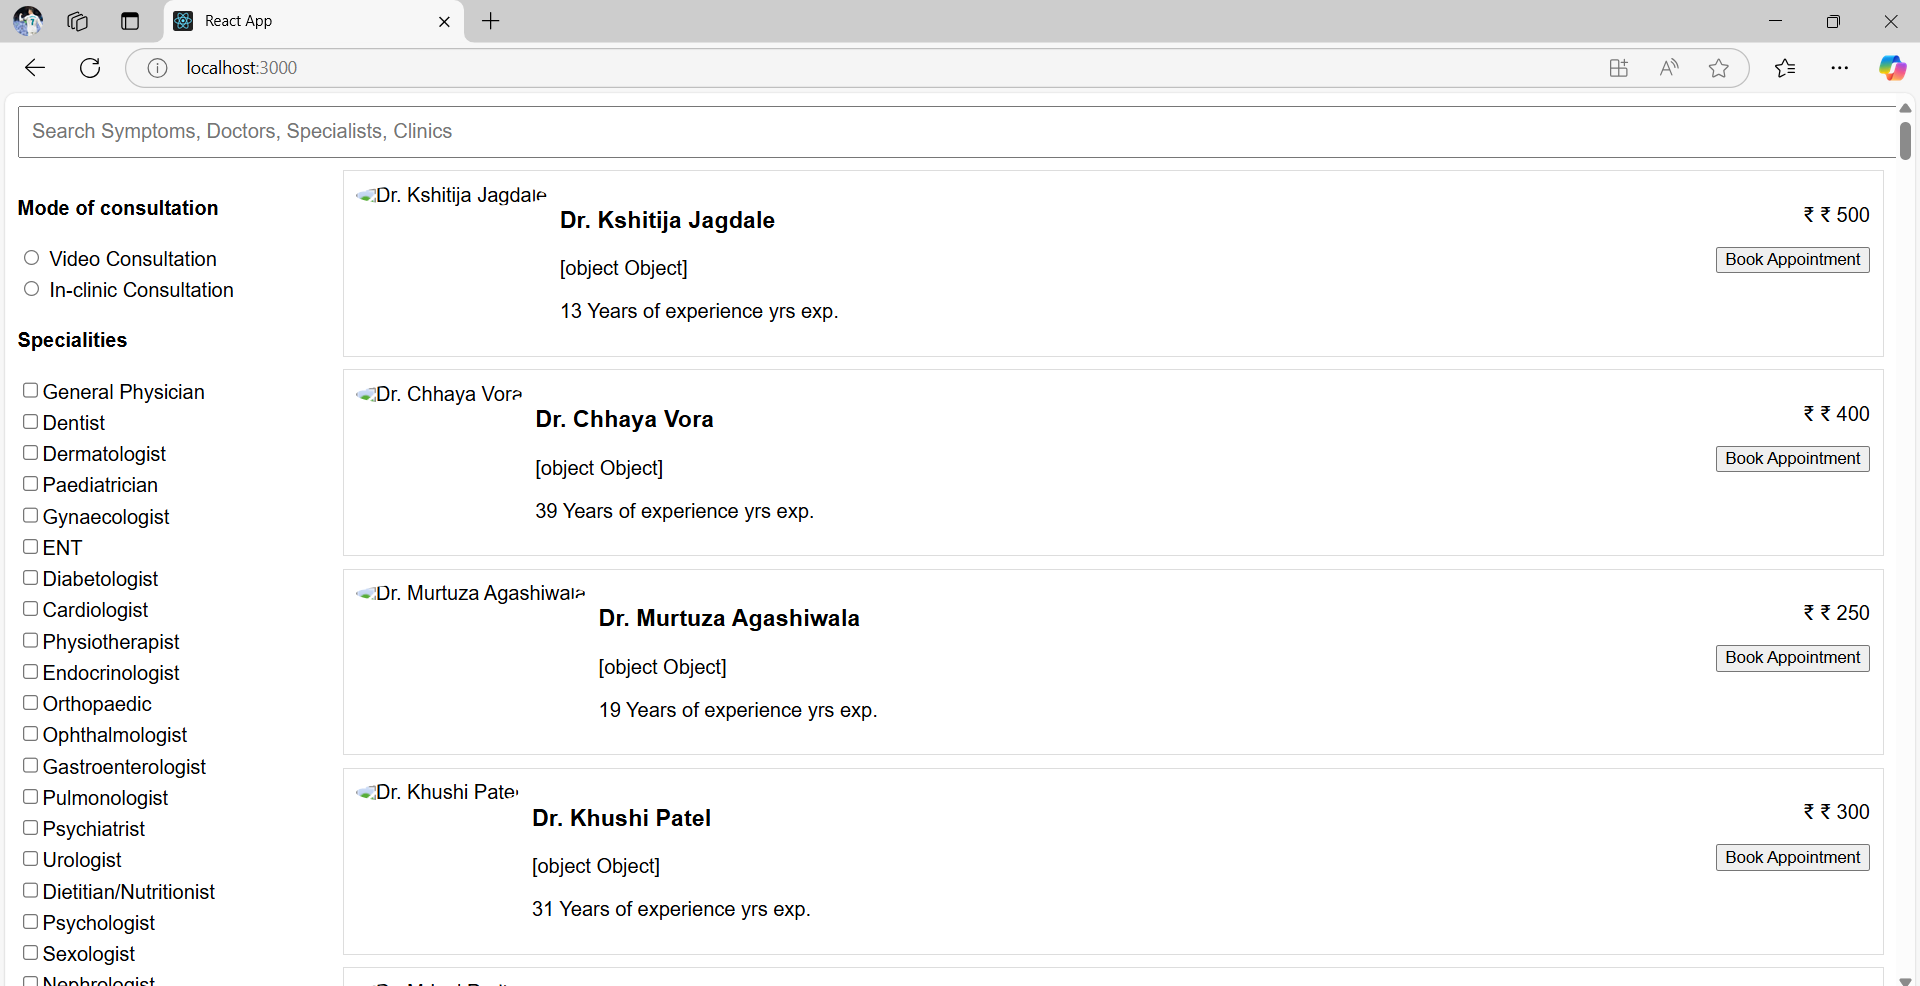 React App
localhost:3000
Search Symptoms, Doctors, Specialists, Clinics
Mode of consultation
Video Consultation
In-clinic Consultation
Specialities
General Physician
Dentist
Dermatologist
Paediatrician
Gynaecologist
ENT
Diabetologist
Cardiologist
Physiotherapist
Endocrinologist
Orthopaedic
Ophthalmologist
Gastroenterologist
Pulmonologist
Psychiatrist
Urologist
Dietitian/Nutritionist
Psychologist
Sexologist
Nephrologist
Dr. Kshitija Jagdale
Dr. Kshitija Jagdale
[object Object]
13 Years of experience yrs exp.
₹ ₹ 500
Book Appointment
Dr. Chhaya Vora
Dr. Chhaya Vora
[object Object]
39 Years of experience yrs exp.
₹ ₹ 400
Book Appointment
Dr. Murtuza Agashiwala
Dr. Murtuza Agashiwala
[object Object]
19 Years of experience yrs exp.
₹ ₹ 250
Book Appointment
Dr. Khushi Patel
Dr. Khushi Patel
[object Object]
31 Years of experience yrs exp.
₹ ₹ 300
Book Appointment